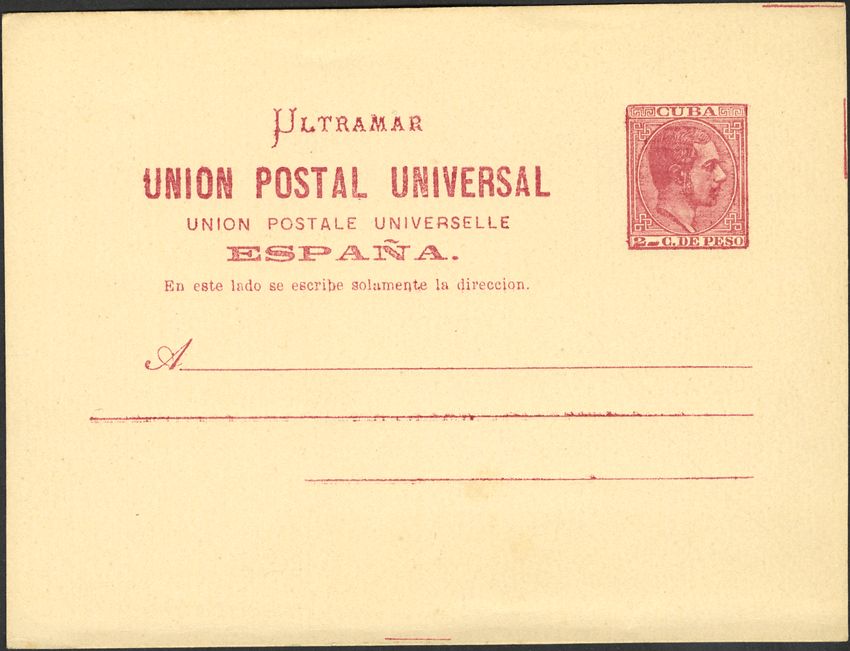 ULTRAMAR
UNION POSTAL UNIVERSAL
UNION POSTALE UNIVERSELLE
ESPAÑA.
En este lado se escribe solamente la direccion.
CUBA
2 C. DE PESO
A